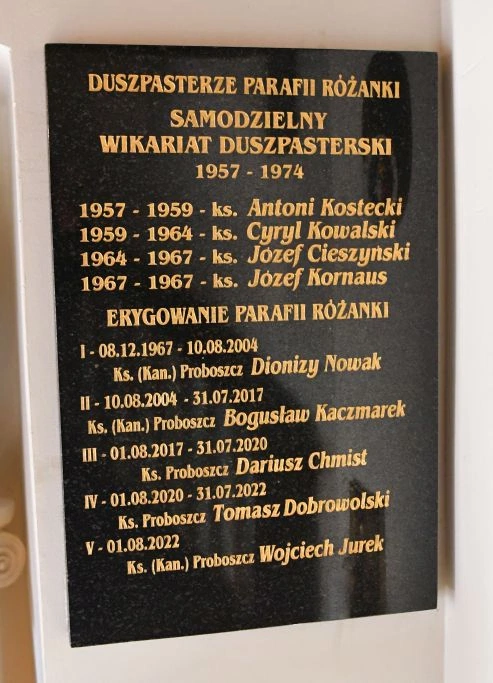 DUSZPASTERZE PARAFII RÓŻANKI
SAMODZIELNY
WIKARIAT DUSZPASTERSKI
1957 - 1974
1957 - 1959 - ks. Antoni Kostecki
1959 - 1964 - ks. Cyryl Kowalski
1964 - 1967 - ks. Józef Cieszyński
1967 - 1967 - ks. Józef Kornaus
ERYGOWANIE PARAFII RÓŻANKI
I - 08.12.1967 - 10.08.2004
Ks. (Kan.) Proboszcz Dionizy Nowak
II - 10.08.2004 - 31.07.2017
Ks. (Kan.) Proboszcz Bogusław Kaczmarek
III - 01.08.2017 - 31.07.2020
Ks. Proboszcz Dariusz Chmist
IV - 01.08.2020 - 31.07.2022
Ks. Proboszcz Tomasz Dobrowolski
V - 01.08.2022
Ks. (Kan.) Proboszcz Wojciech Jurek